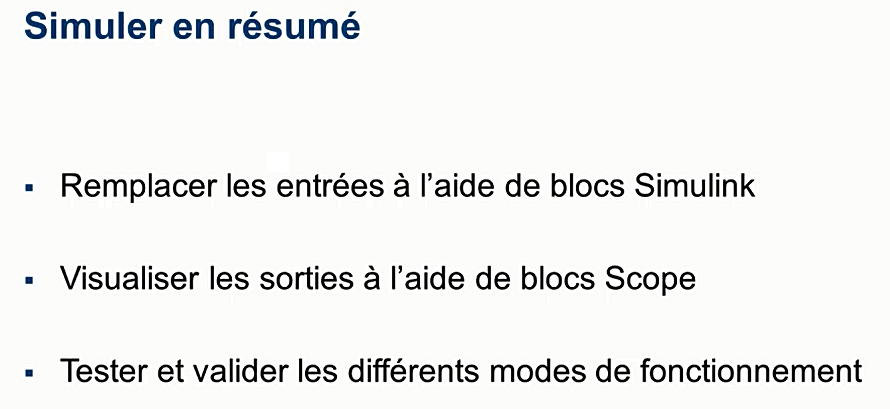 Simuler en résumé
▪ Remplacer les entrées à l’aide de blocs Simulink
▪ Visualiser les sorties à l’aide de blocs Scope
▪ Tester et valider les différents modes de fonctionnement